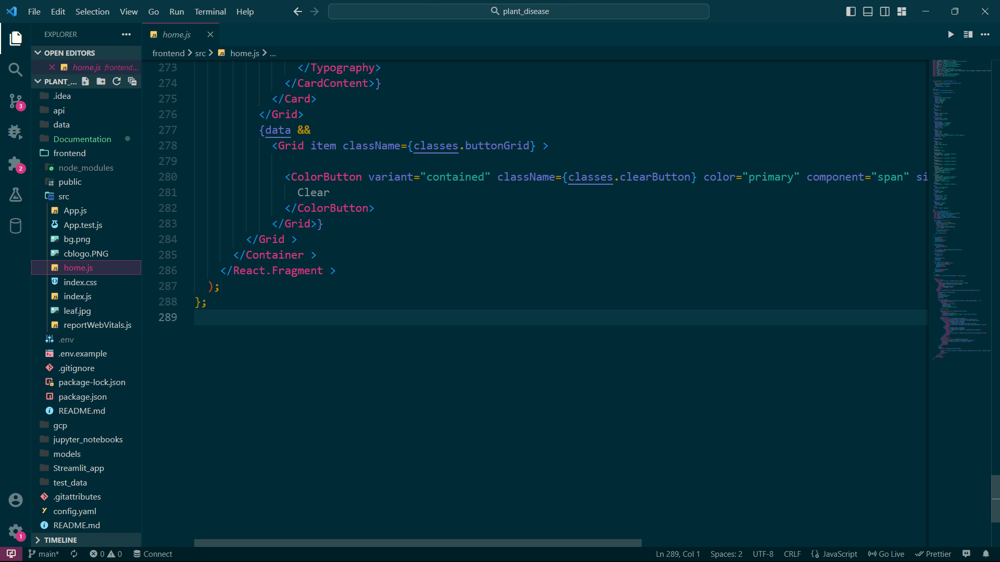 File Edit Selection View Go Run Terminal Help
plant_disease
EXPLORER
OPEN EDITORS
home.js frontend...
PLANT_...
.idea
api
data
Documentation
frontend
node_modules
public
src
App.js
App.test.js
bg.png
cblogo.PNG
home.js
index.css
index.js
leaf.jpg
reportWebVitals.js
.env
.env.example
.gitignore
package-lock.json
package.json
README.md
gcp
jupyter_notebooks
models
Streamlit_app
test_data
.gitattributes
config.yaml
README.md
TIMELINE
3
2
1
home.js
frontend > src > home.js > ...
273 </Typography>
274 </CardContent>}
275 </Card>
276 </Grid>
277 {data &&
278 <Grid item className={classes.buttonGrid} >
279
280 <ColorButton variant="contained" className={classes.clearButton} color="primary" component="span" si
281 Clear
282 </ColorButton>
283 </Grid>}
284 </Grid >
285 </Container >
286 </React.Fragment >
287 );
288 };
289
main* 0 0 Connect
Ln 289, Col 1 Spaces: 2 UTF-8 CRLF {} JavaScript Go Live Prettier